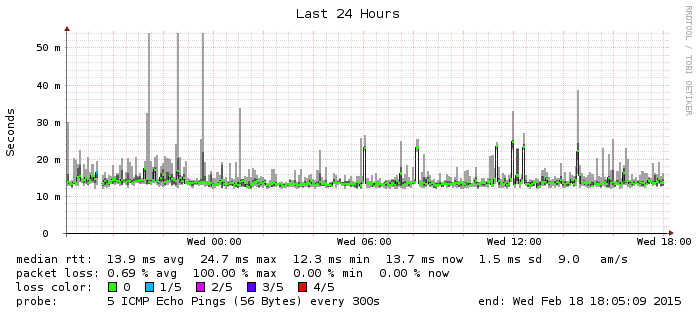 Last 24 Hours
RRDTOOL / TOBI OETIKER
Seconds
50 m
40 m
30 m
20 m
10 m
0
Wed 00:00 Wed 06:00 Wed 12:00 Wed 18:00
median rtt: 13.9 ms avg 24.7 ms max 12.3 ms min 13.7 ms now 1.5 ms sd 9.0 am/s
packet loss: 0.69 % avg 100.00 % max 0.00 % min 0.00 % now
loss color: 0 1/5 2/5 3/5 4/5
probe: 5 ICMP Echo Pings (56 Bytes) every 300s end: Wed Feb 18 18:05:09 2015